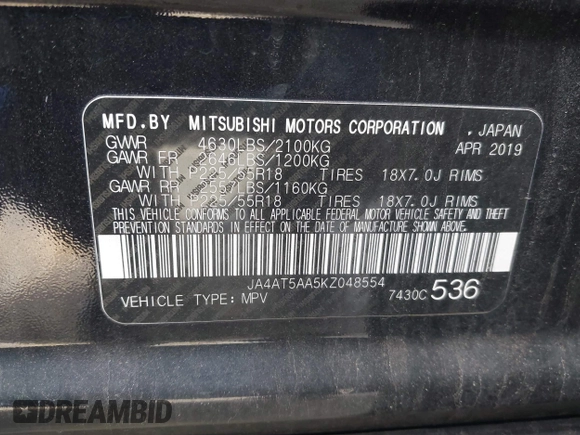 MFD.BY MITSUBISHI MOTORS CORPORATION , JAPAN
GVWR 4630LBS/2100KG APR 2019
GAWR FR 2646LBS/1200KG
WITH P225/55R18 TIRES 18X7.0J RIMS
GAWR RR 2557LBS/1160KG
WITH P225/55R18 TIRES 18X7.0J RIMS
THIS VEHICLE CONFORMS TO ALL APPLICABLE FEDERAL MOTOR VEHICLE SAFETY AND THEFT
PREVENTION STANDARDS IN EFFECT ON THE DATE OF MANUFACTURE SHOWN ABOVE.
JA4AT5AA5KZ048554
VEHICLE TYPE: MPV 7430C 536
DREAMBID